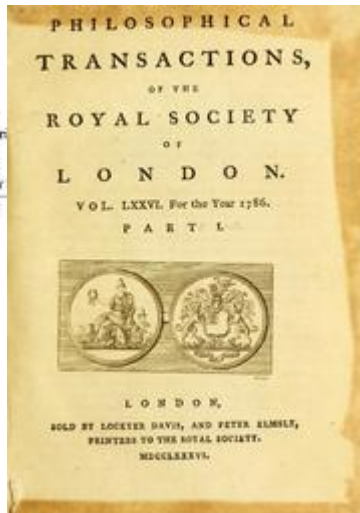 PHILOSOPHICAL
TRANSACTIONS,
OF THE
ROYAL SOCIETY
OF
LONDON.
VOL. LXXVI. For the Year 1786.
PART I.
LONDON,
SOLD BY LOCKYER DAVIS, AND PETER ELMSLY,
PRINTERS TO THE ROYAL SOCIETY.
MDCCLXXXVI.